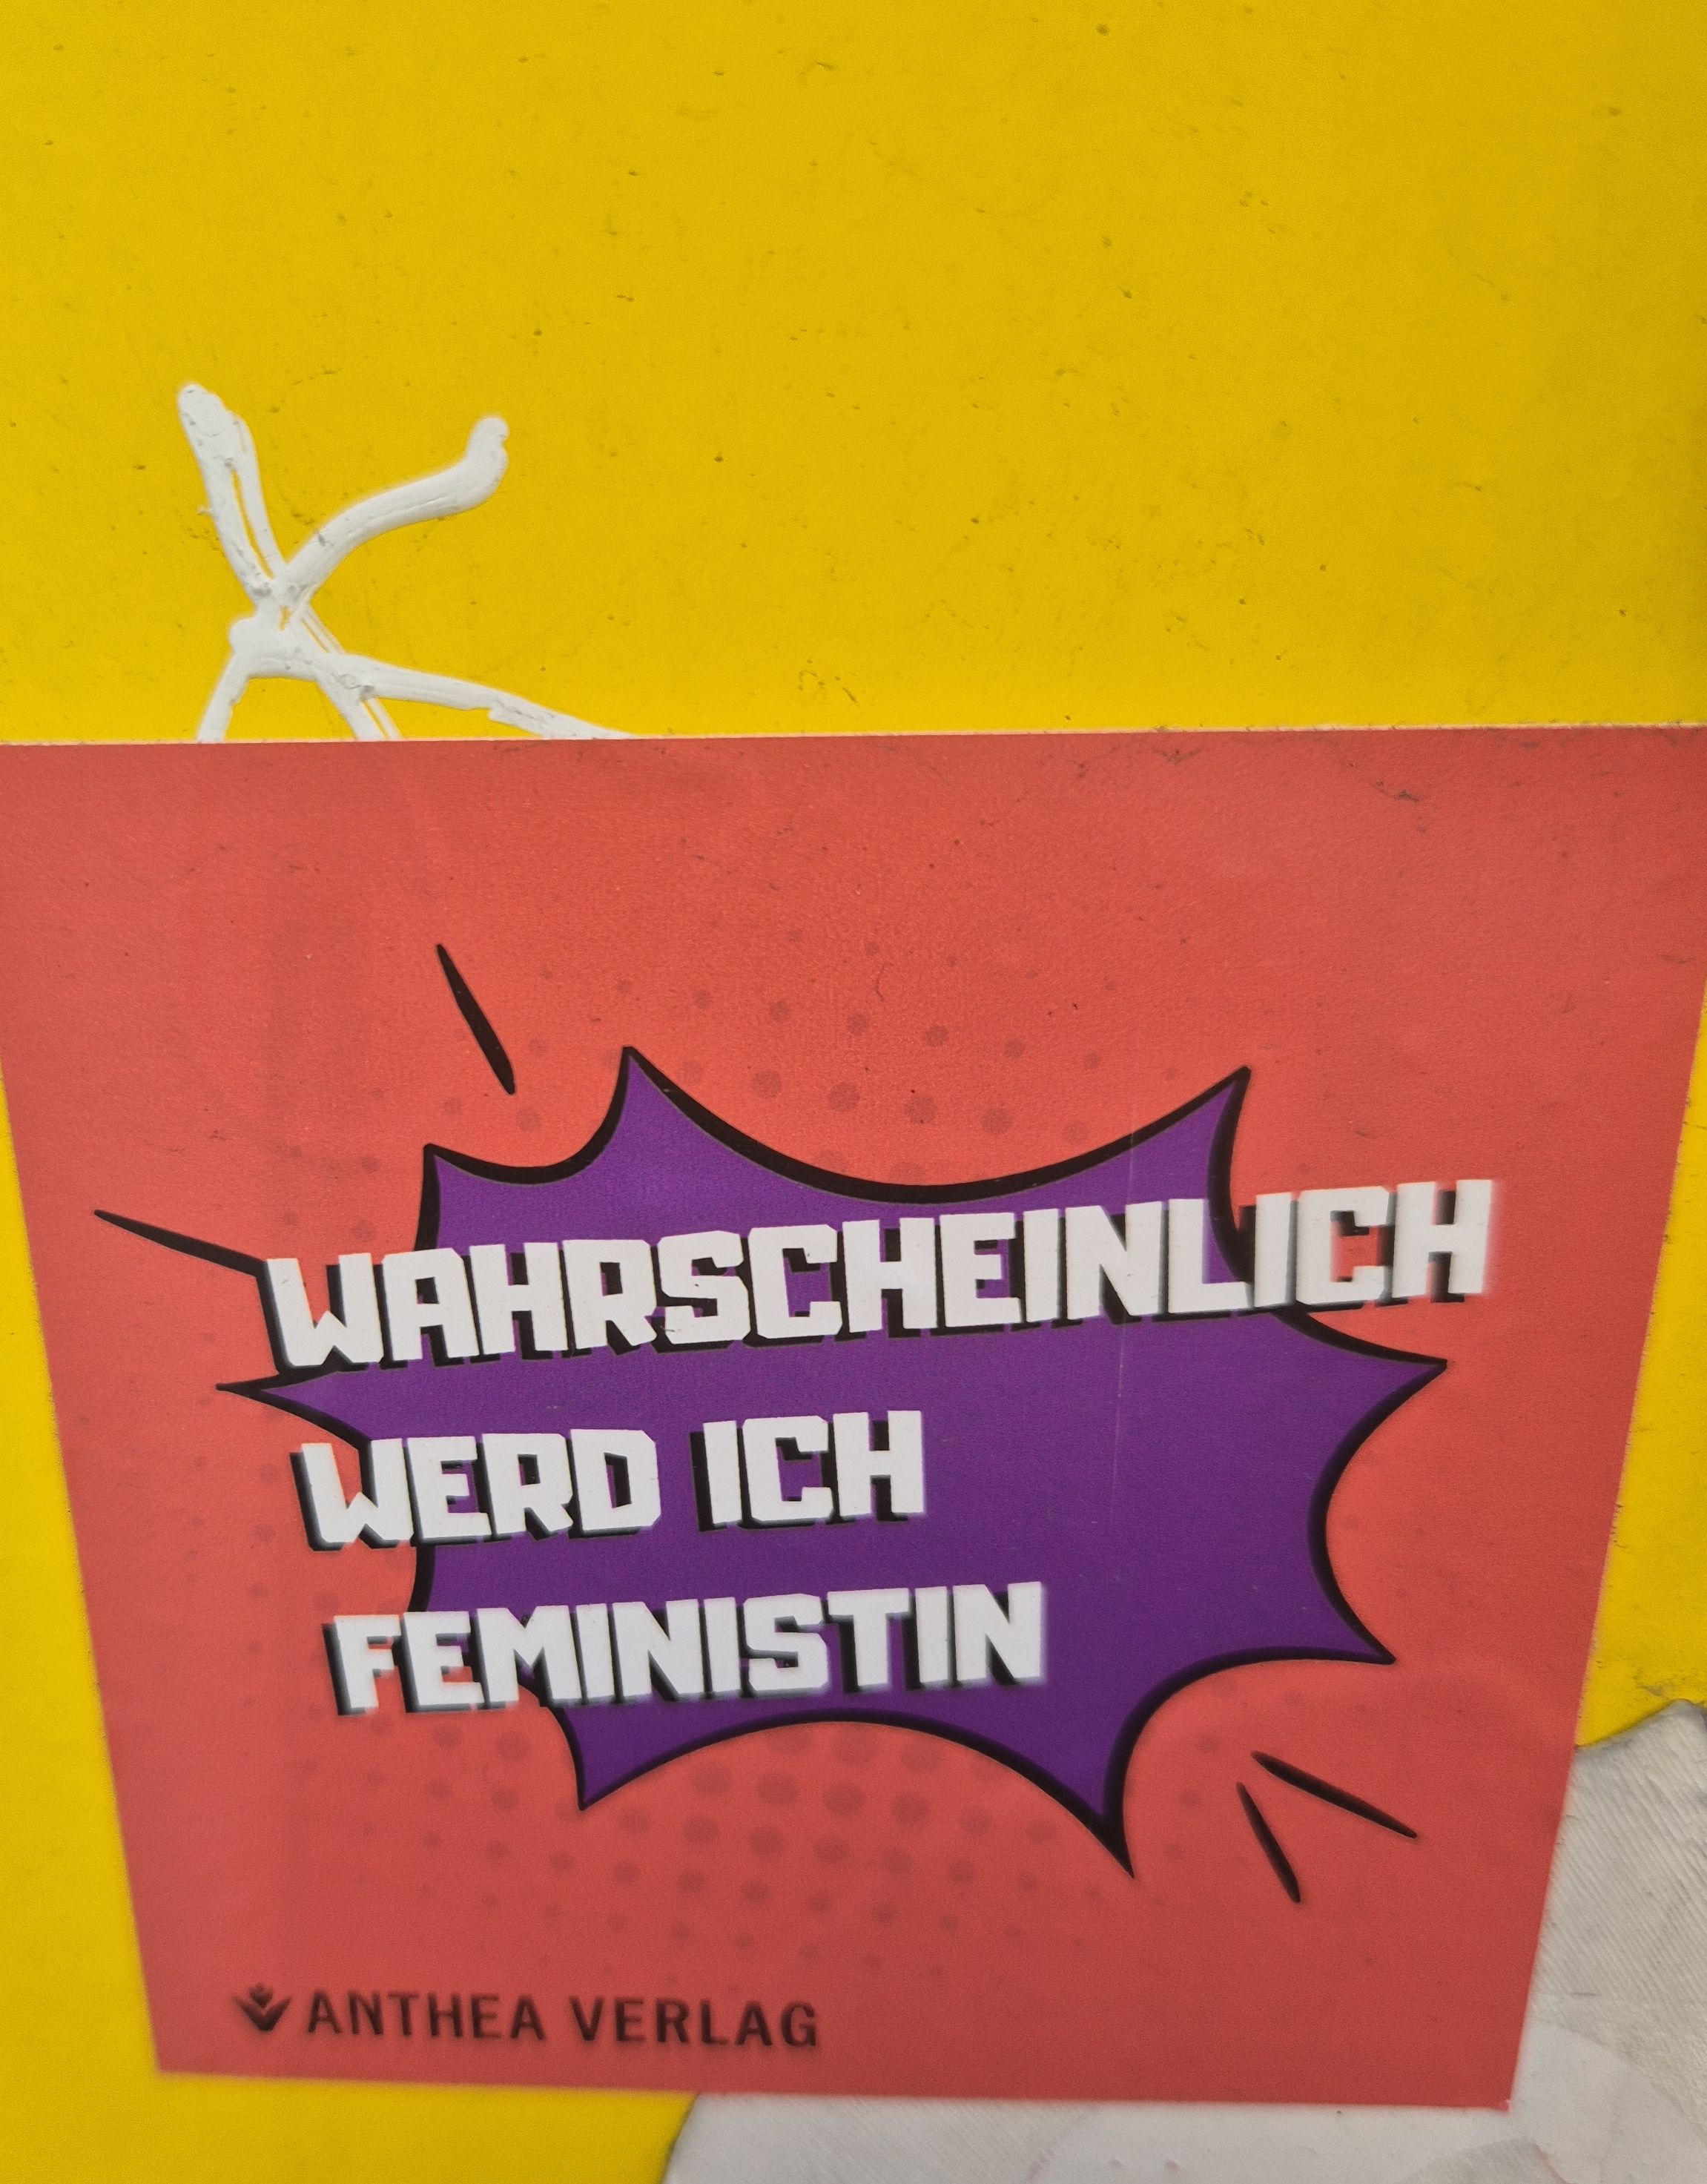 WAHRSCHEINLICH
WERD ICH
FEMINISTIN
ANTHEA VERLAG